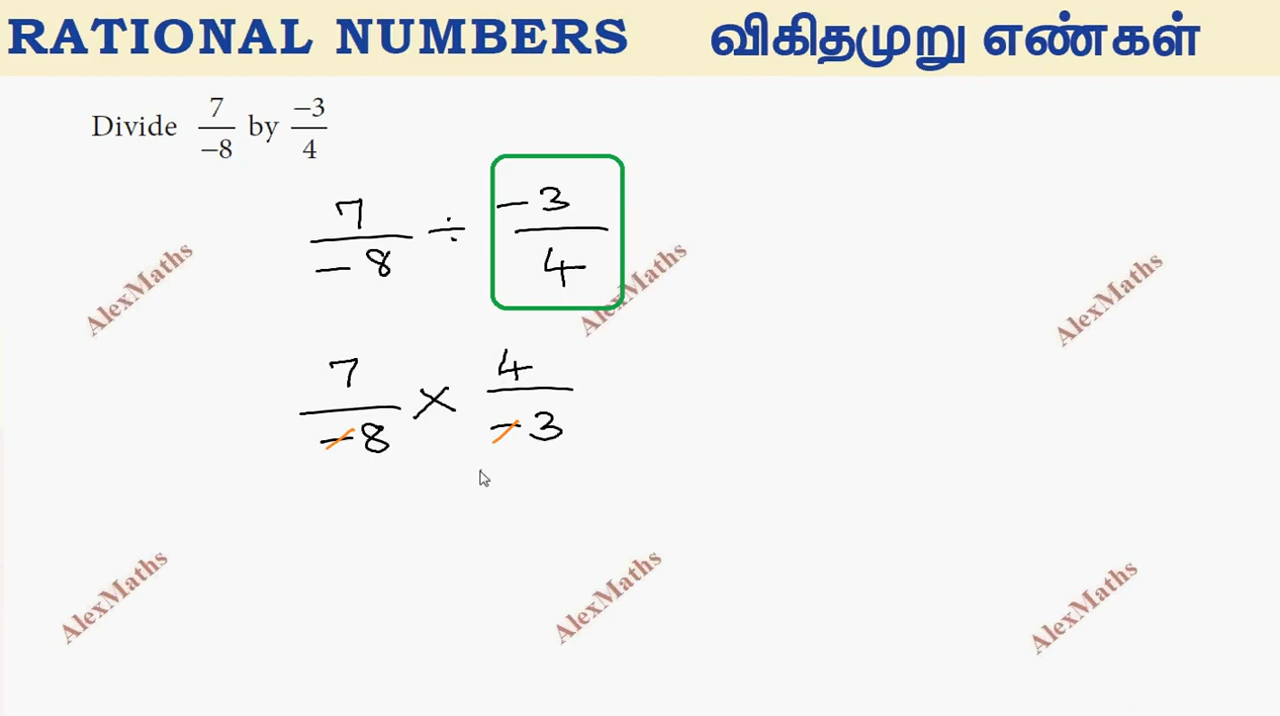 RATIONAL NUMBERS விகிதமுறு எண்கள்
Divide 7/-8 by -3/4
7/-8 ÷ -3/4
AlexMaths AlexMaths AlexMaths
7/-8 × 4/-3
AlexMaths AlexMaths AlexMaths